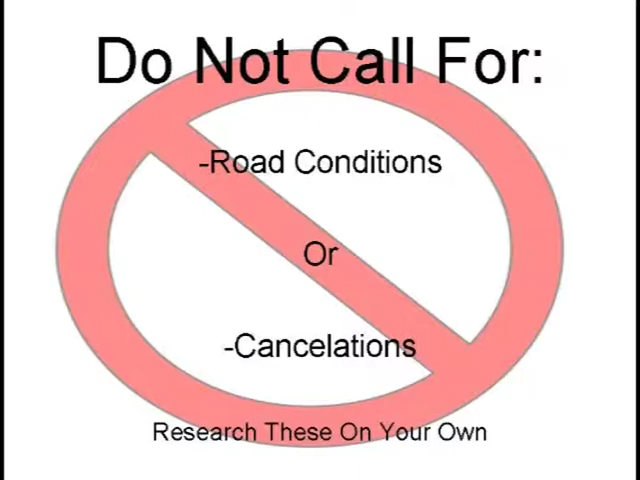 Do Not Call For:
-Road Conditions
Or
-Cancelations
Research These On Your Own